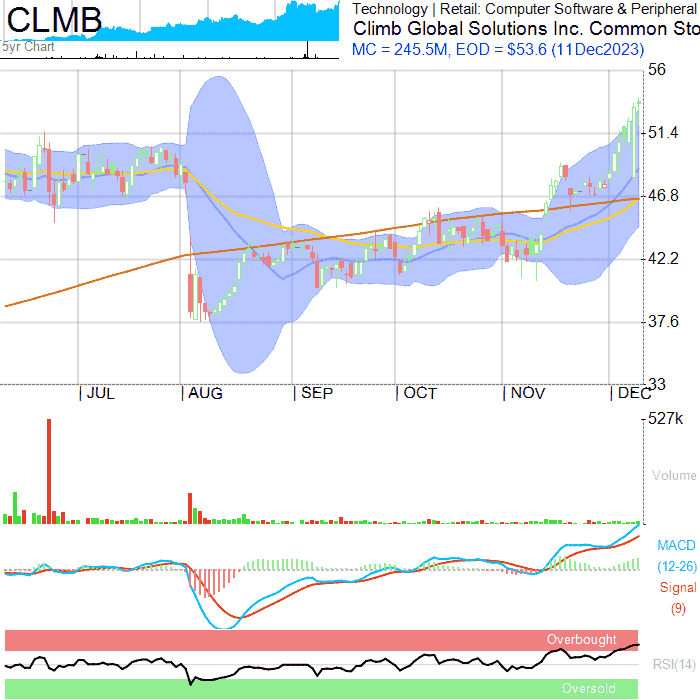 CLMB
5yr Chart
Technology | Retail: Computer Software & Peripheral
Climb Global Solutions Inc. Common Sto
MC = 245.5M, EOD = $53.6 (11Dec2023)
56
51.4
46.8
42.2
37.6
33
| JUL
| AUG
| SEP
| OCT
| NOV
| DEC
527k
Volume
MACD
(12-26)
Signal
(9)
Overbought
RSI(14)
Oversold